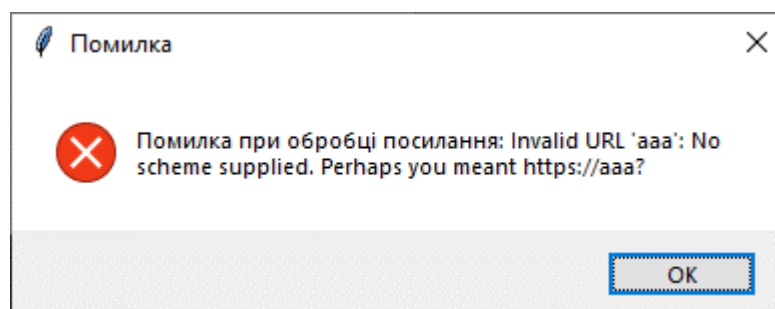 Помилка
Помилка при обробці посилання: Invalid URL 'aaa': No
scheme supplied. Perhaps you meant https://aaa?
OK